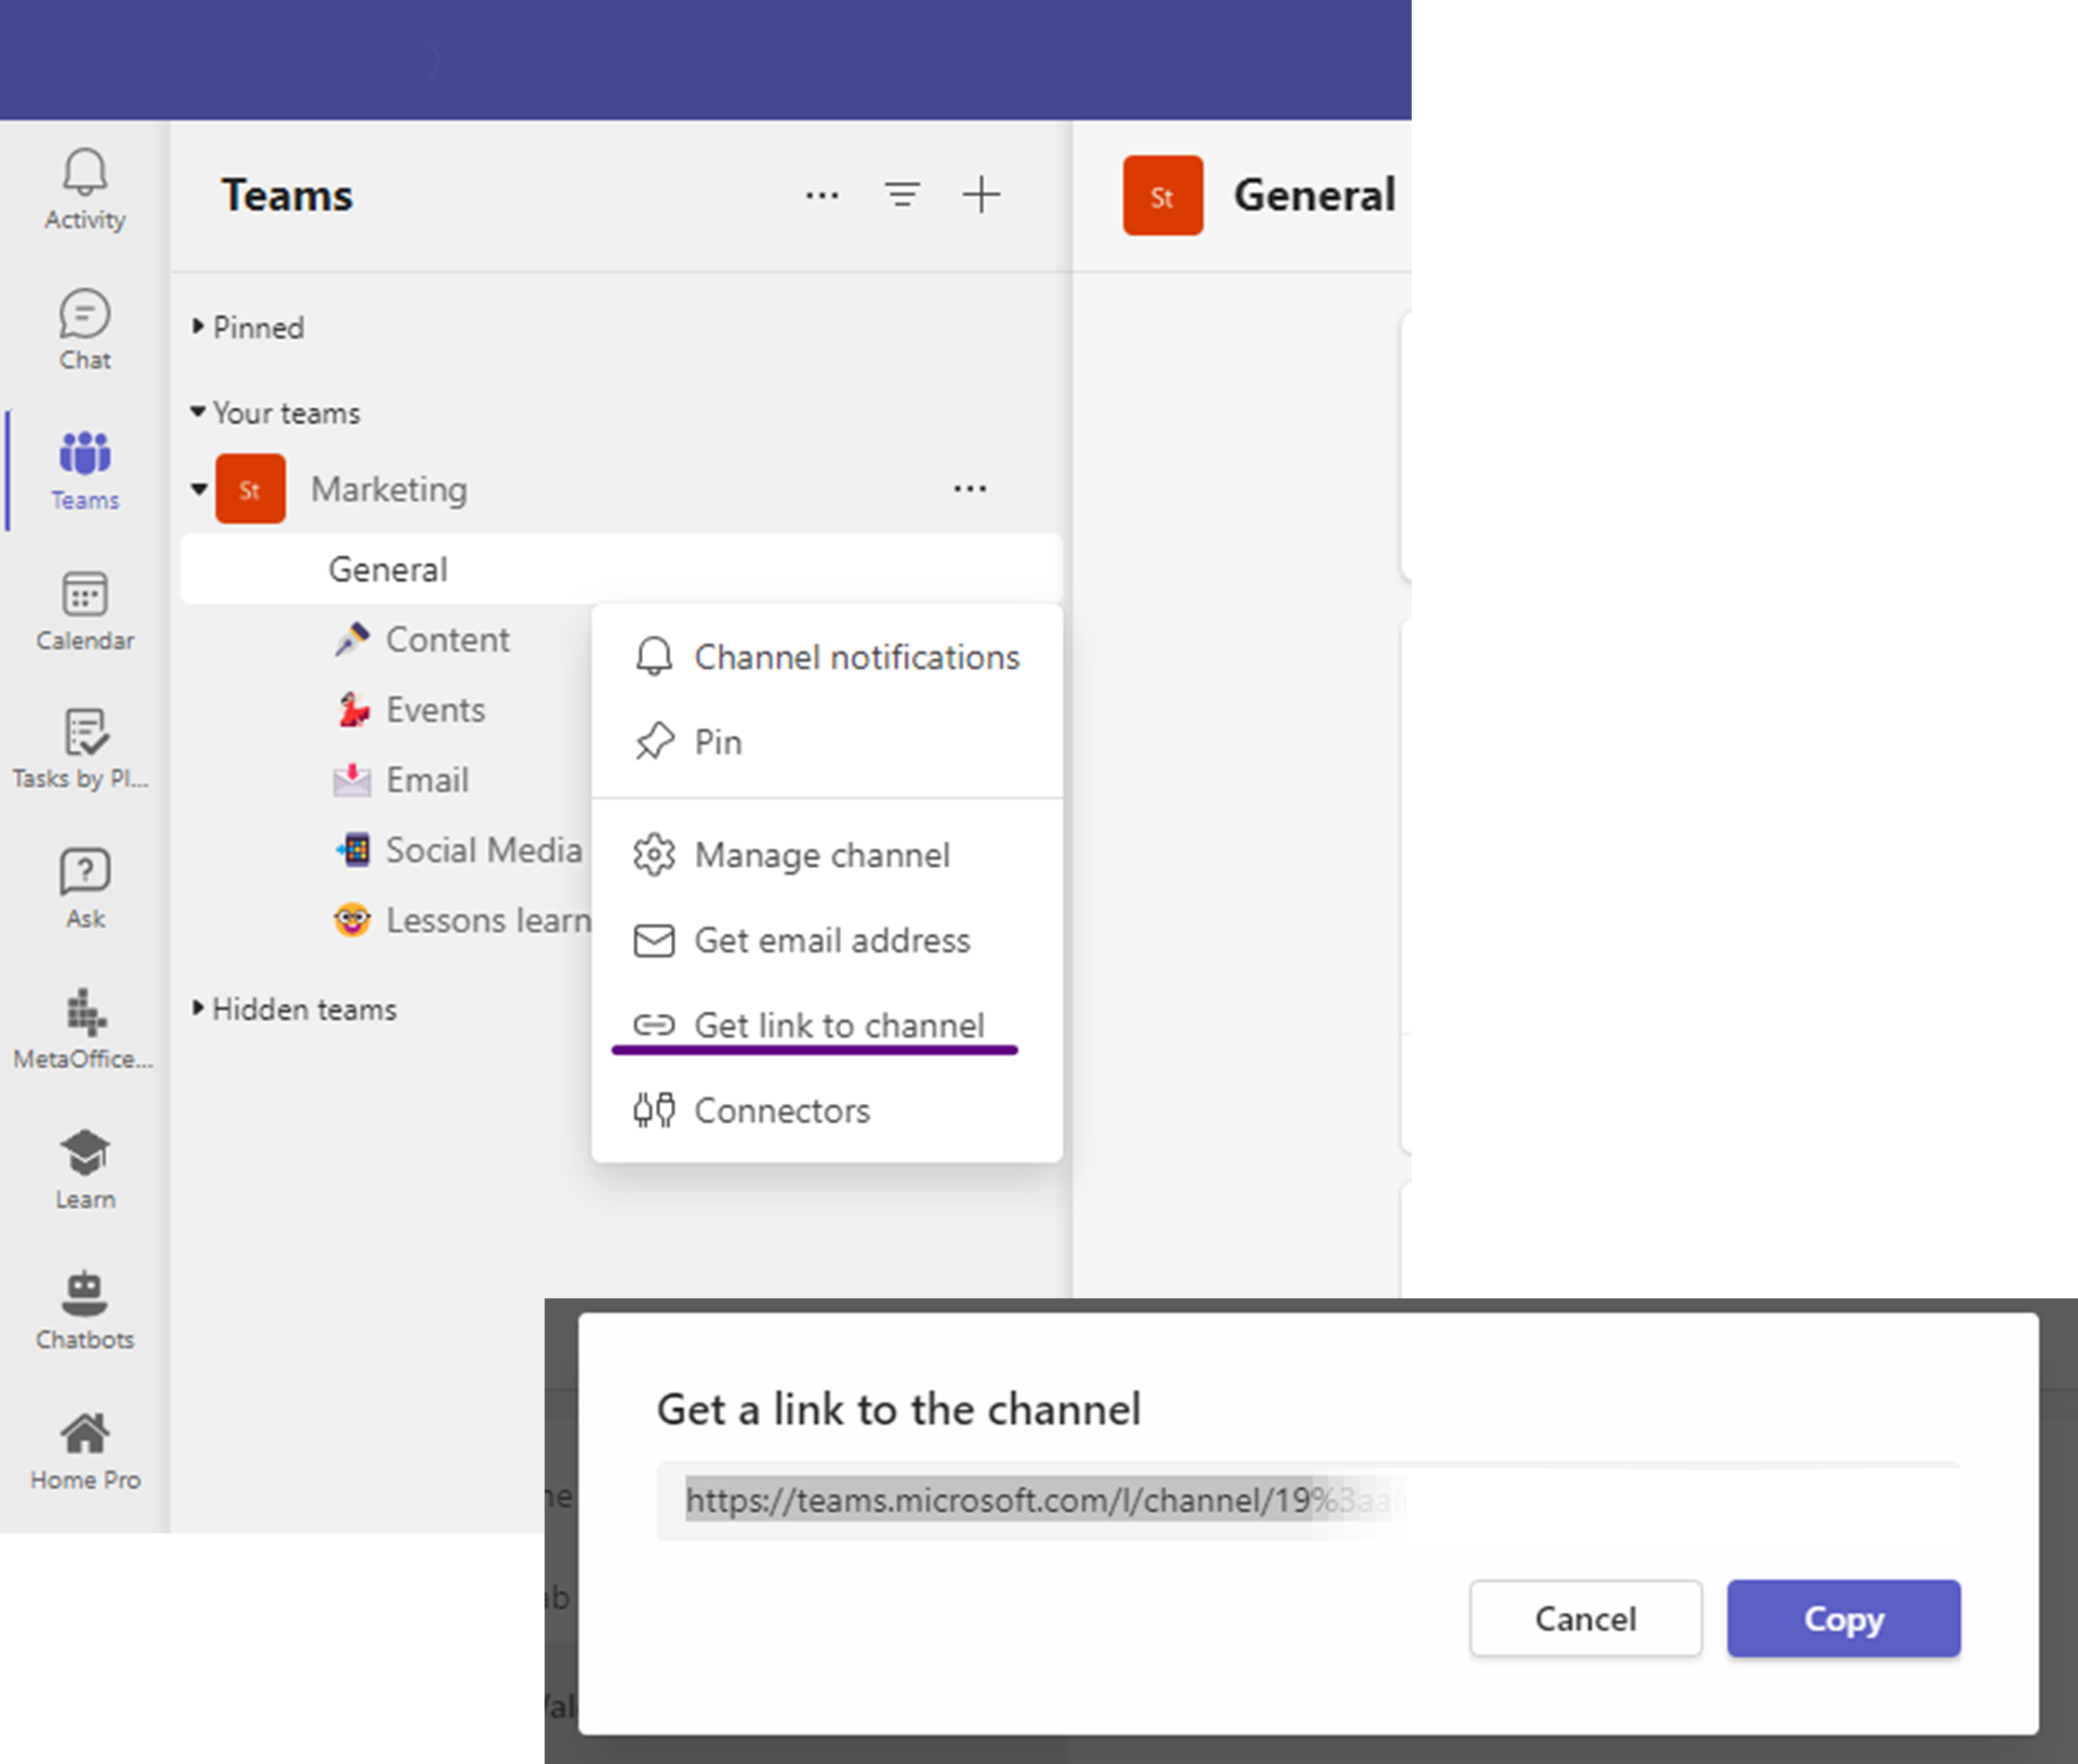 Activity
Chat
Teams
Calendar
Tasks by Pl...
Ask
MetaOffice...
Learn
Chatbots
Home Pro
Teams
Pinned
Your teams
St Marketing
General
Content
Events
Email
Social Media
Lessons learn
Hidden teams
St General
Channel notifications
Pin
Manage channel
Get email address
Get link to channel
Connectors
Get a link to the channel
https://teams.microsoft.com/l/channel/19%3aaf
Cancel Copy